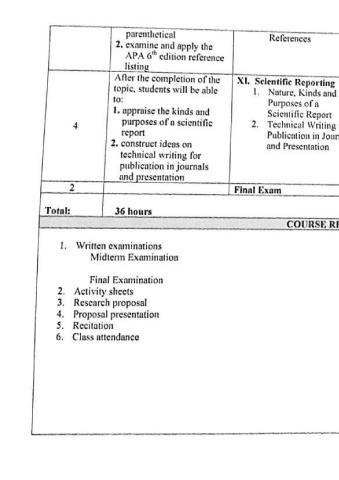 parenthetical
2. examine and apply the
APA 6th edition reference
listing
References
4
After the completion of the
topic, students will be able
to:
1. appraise the kinds and
purposes of a scientific
report
2. construct ideas on
technical writing for
publication in journals
and presentation
XI. Scientific Reporting
1. Nature, Kinds and
Purposes of a
Scientific Report
2. Technical Writing
Publication in Jour
and Presentation
2
Final Exam
Total:
36 hours
COURSE RE
1. Written examinations
Midterm Examination
Final Examination
2. Activity sheets
3. Research proposal
4. Proposal presentation
5. Recitation
6. Class attendance